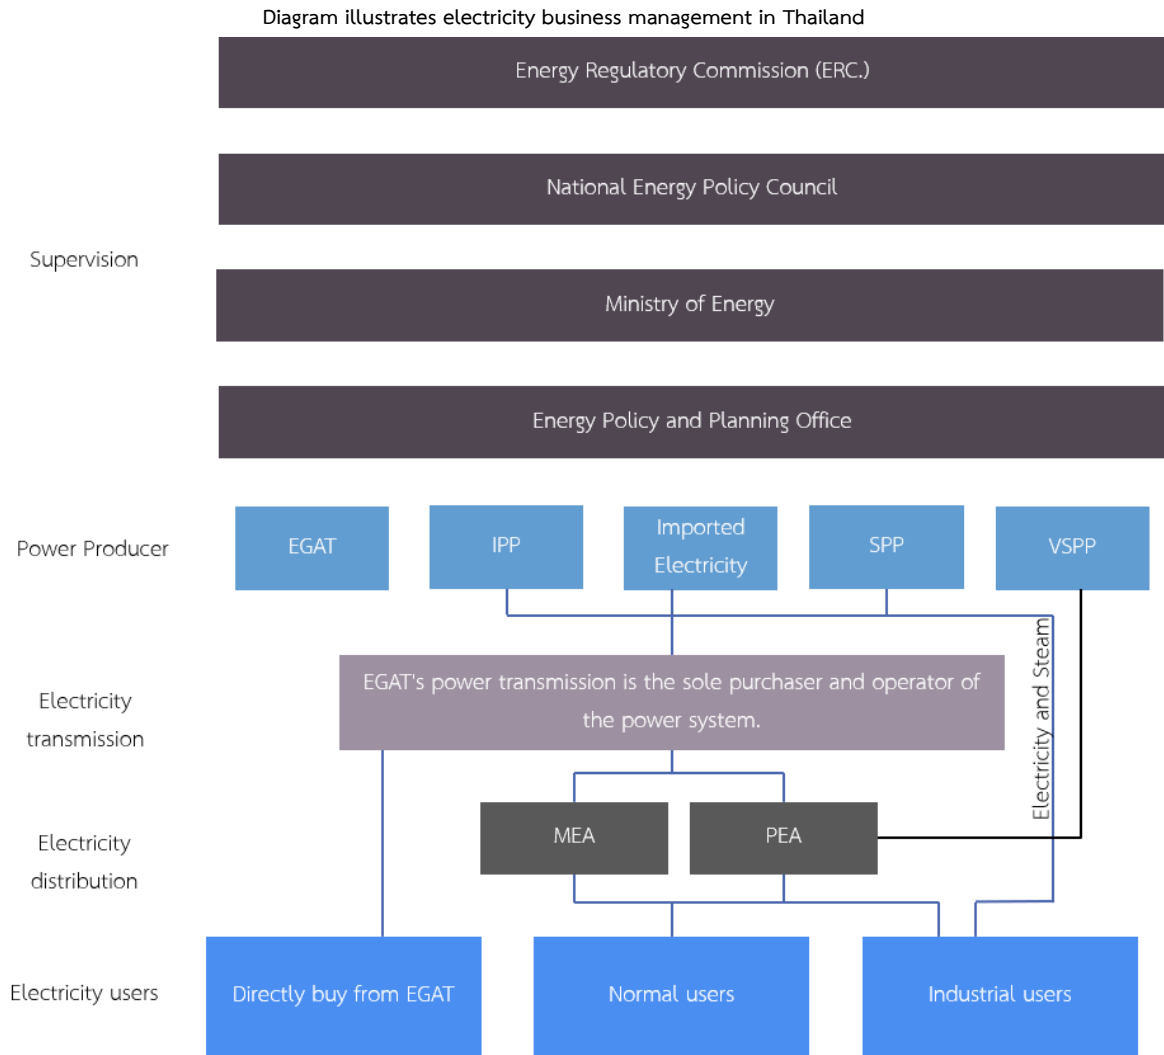 Diagram illustrates electricity business management in Thailand
Energy Regulatory Commission (ERC.)
National Energy Policy Council
Supervision
Ministry of Energy
Energy Policy and Planning Office
Power Producer
EGAT
IPP
Imported
Electricity
SPP
VSPP
Electricity and Steam
Electricity
transmission
EGAT's power transmission is the sole purchaser and operator of
the power system.
Electricity
distribution
MEA
PEA
Electricity users
Directly buy from EGAT
Normal users
Industrial users